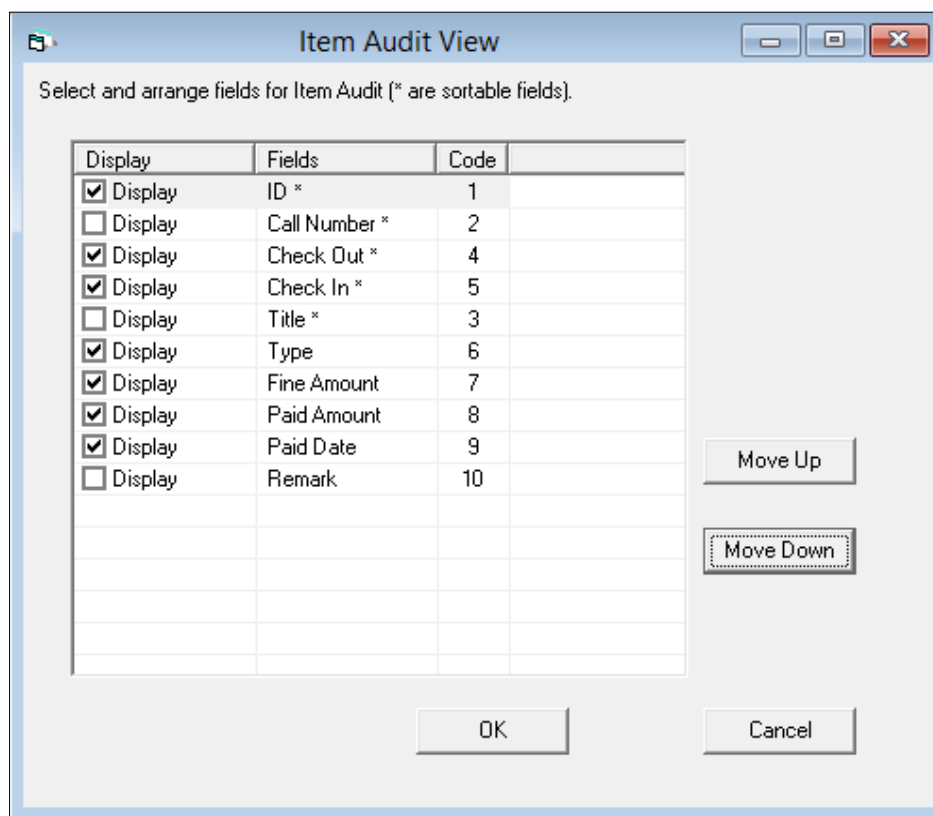 Item Audit View
Select and arrange fields for Item Audit (* are sortable fields).
Display Fields Code
Display ID * 1
Display Call Number * 2
Display Check Out * 4
Display Check In * 5
Display Title * 3
Display Type 6
Display Fine Amount 7
Display Paid Amount 8
Display Paid Date 9
Display Remark 10
Move Up
Move Down
OK Cancel